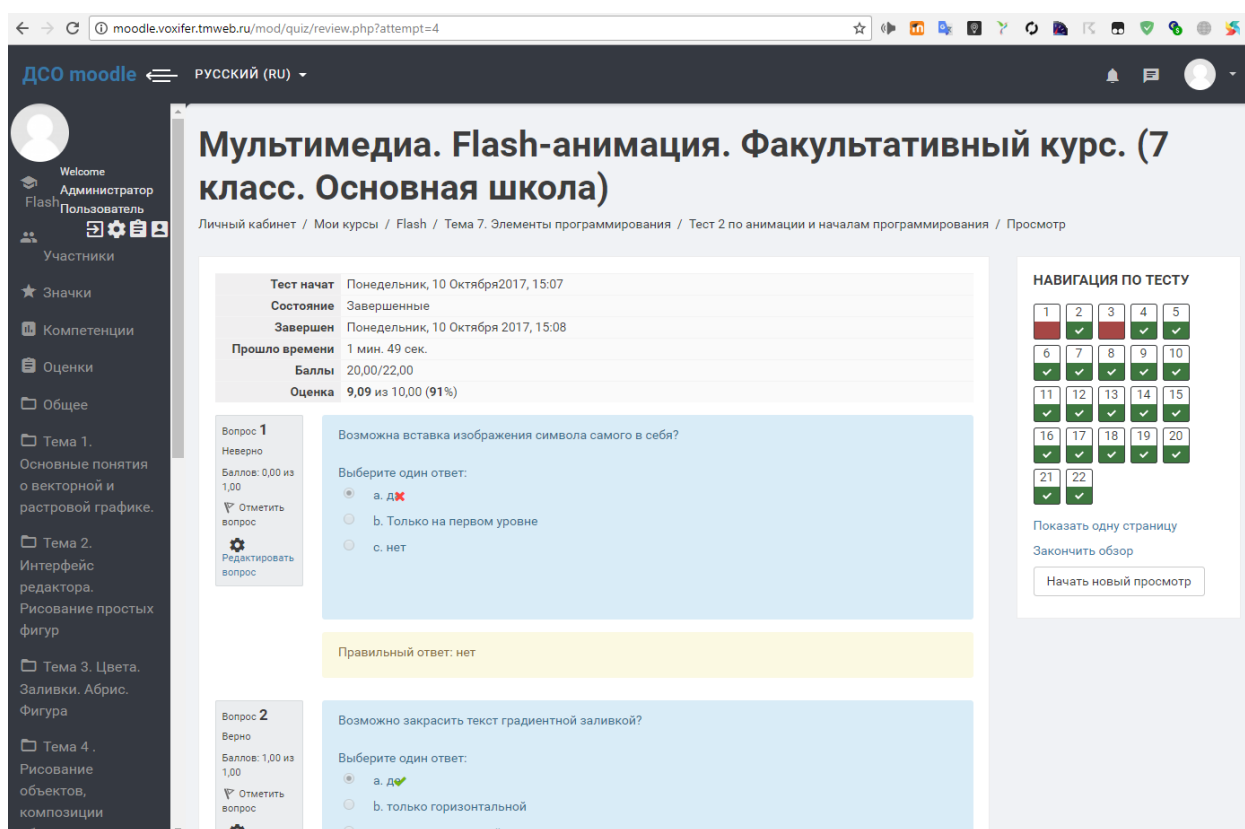 moodle.voxifer.tmweb.ru/mod/quiz/review.php?attempt=4
ДСО moodle РУССКИЙ (RU)
Welcome
Администратор
Пользователь
Flash
Участники
Значки
Компетенции
Оценки
Общее
Тема 1.
Основные понятия
о векторной и
растровой графике.
Тема 2.
Интерфейс
редактора.
Рисование простых
фигур
Тема 3. Цвета.
Заливки. Абрис.
Фигура
Тема 4 .
Рисование
объектов,
композиции
Мультимедиа. Flash-анимация. Факультативный курс. (7
класс. Основная школа)
Личный кабинет / Мои курсы / Flash / Тема 7. Элементы программирования / Тест 2 по анимации и началам программирования / Просмотр
Тест начат Понедельник, 10 Октября2017, 15:07
Состояние Завершенные
Завершен Понедельник, 10 Октября 2017, 15:08
Прошло времени 1 мин. 49 сек.
Баллы 20,00/22,00
Оценка 9,09 из 10,00 (91%)
Вопрос 1
Неверно
Баллов: 0,00 из
1,00
Отметить
вопрос
Редактировать
вопрос
Возможна вставка изображения символа самого в себя?
Выберите один ответ:
a. да
b. Только на первом уровне
c. нет
Правильный ответ: нет
Вопрос 2
Верно
Баллов: 1,00 из
1,00
Отметить
вопрос
Возможно закрасить текст градиентной заливкой?
Выберите один ответ:
a. да
b. только горизонтальной
НАВИГАЦИЯ ПО ТЕСТУ
1 2 3 4 5
6 7 8 9 10
11 12 13 14 15
16 17 18 19 20
21 22
Показать одну страницу
Закончить обзор
Начать новый просмотр